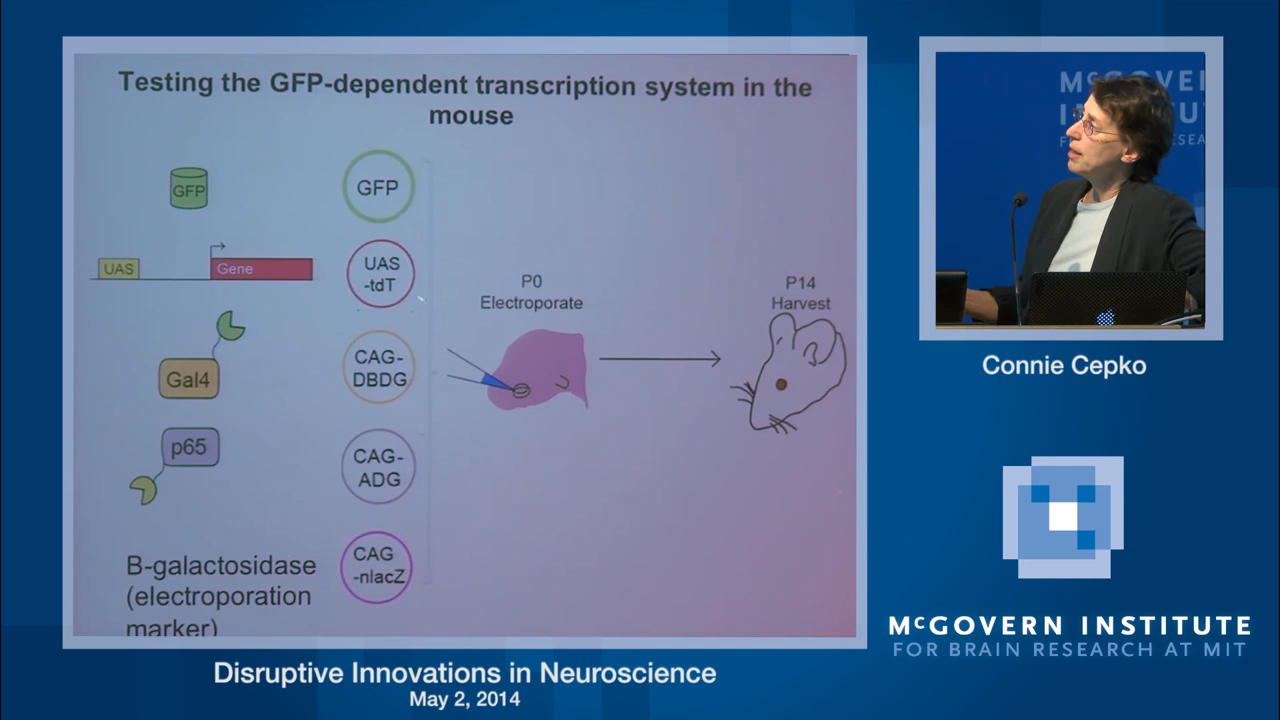 Testing the GFP-dependent transcription system in the
mouse
GFP
GFP
UAS
Gene
UAS
-tdT
Gal4
CAG-
DBDG
p65
CAG-
ADG
B-galactosidase
(electroporation
marker)
CAG
-nlacZ
P0
Electroporate
P14
Harvest
Connie Cepko
McGOVERN INSTITUTE
FOR BRAIN RESEARCH AT MIT
Disruptive Innovations in Neuroscience
May 2, 2014